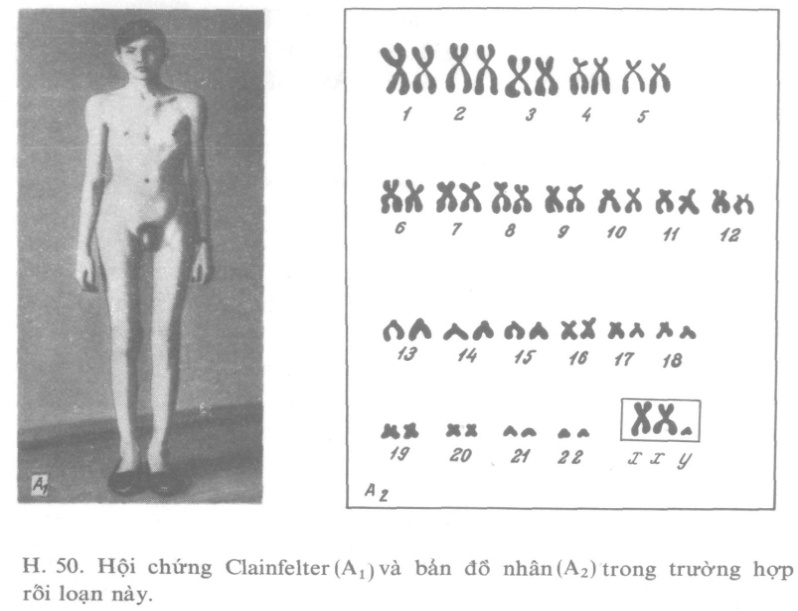 1 2 3 4 5
6 7 8 9 10 11 12
13 14 15 16 17 18
19 20 21 22 x x y
A1
A2
H. 50. Hội chứng Clainfelter (A1) và bản đồ nhân (A2) trong trường hợp
rối loạn này.